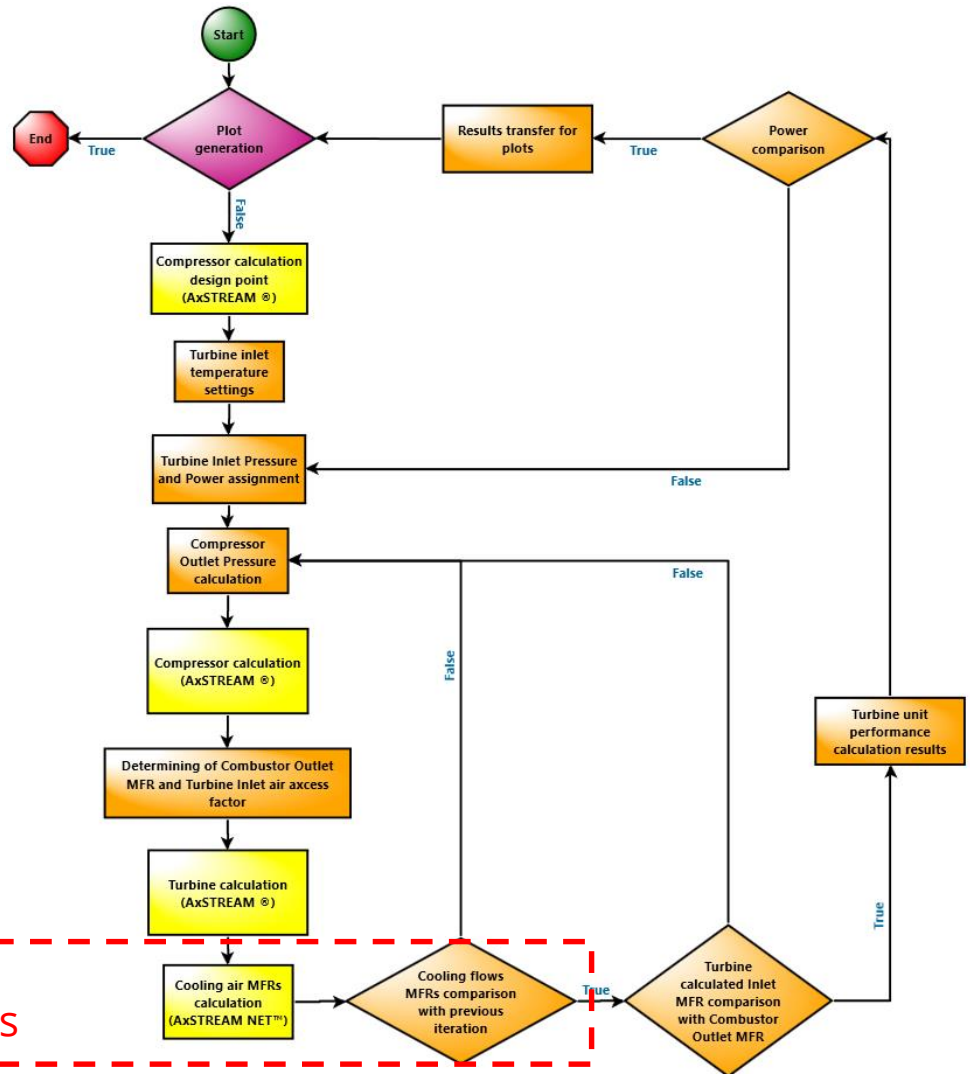 Start
End
True
Plot
generation
Results transfer for
plots
True
Power
comparison
False
Compressor calculation
design point
(AxSTREAM ®)
Turbine inlet
temperature
settings
Turbine Inlet Pressure
and Power assignment
False
Compressor
Outlet Pressure
calculation
False
False
Compressor calculation
(AxSTREAM ®)
Turbine unit
performance
calculation results
Determining of Combustor Outlet
MFR and Turbine Inlet air axcess
factor
Turbine calculation
(AxSTREAM ®)
True
Cooling air MFRs
calculation
(AxSTREAM NET™)
Cooling flows
MFRs comparison
with previous
iteration
True
Turbine
calculated Inlet
MFR comparison
with Combustor
Outlet MFR
s